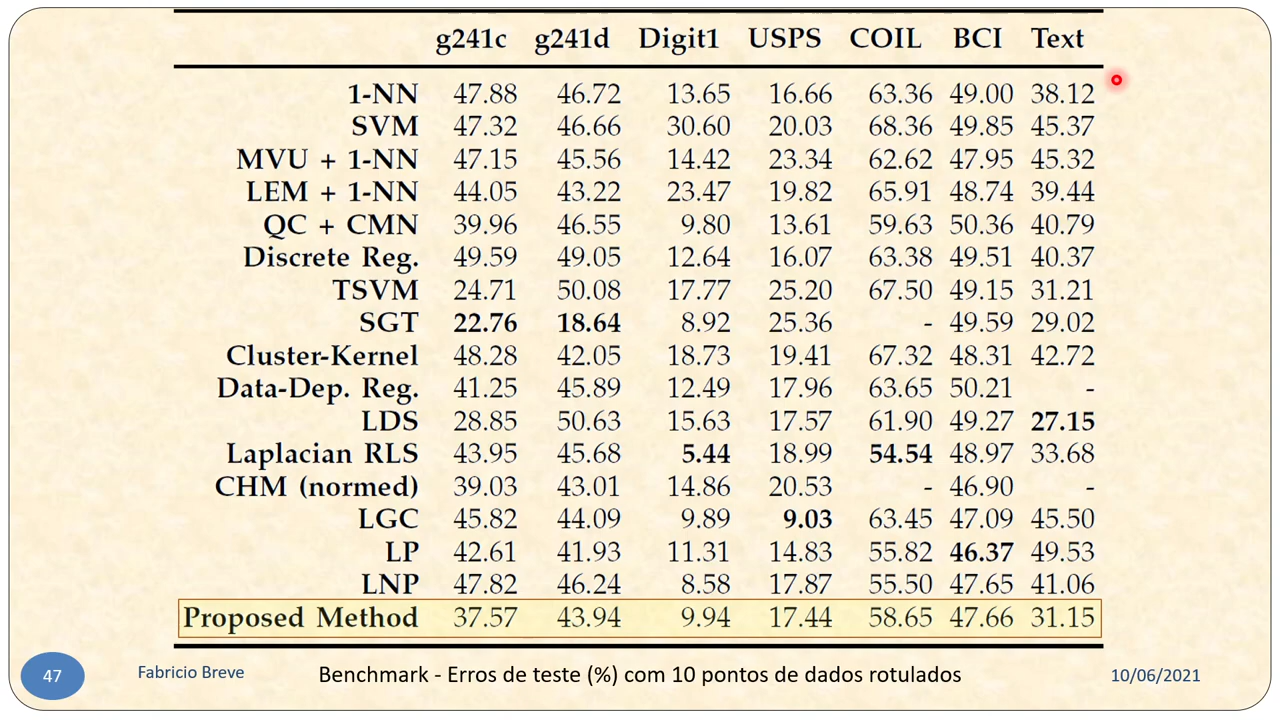 g241c g241d Digit1 USPS COIL BCI Text
1-NN 47.88 46.72 13.65 16.66 63.36 49.00 38.12
SVM 47.32 46.66 30.60 20.03 68.36 49.85 45.37
MVU + 1-NN 47.15 45.56 14.42 23.34 62.62 47.95 45.32
LEM + 1-NN 44.05 43.22 23.47 19.82 65.91 48.74 39.44
QC + CMN 39.96 46.55 9.80 13.61 59.63 50.36 40.79
Discrete Reg. 49.59 49.05 12.64 16.07 63.38 49.51 40.37
TSVM 24.71 50.08 17.77 25.20 67.50 49.15 31.21
SGT 22.76 18.64 8.92 25.36 - 49.59 29.02
Cluster-Kernel 48.28 42.05 18.73 19.41 67.32 48.31 42.72
Data-Dep. Reg. 41.25 45.89 12.49 17.96 63.65 50.21 -
LDS 28.85 50.63 15.63 17.57 61.90 49.27 27.15
Laplacian RLS 43.95 45.68 5.44 18.99 54.54 48.97 33.68
CHM (normed) 39.03 43.01 14.86 20.53 - 46.90 -
LGC 45.82 44.09 9.89 9.03 63.45 47.09 45.50
LP 42.61 41.93 11.31 14.83 55.82 46.37 49.53
LNP 47.82 46.24 8.58 17.87 55.50 47.65 41.06
Proposed Method 37.57 43.94 9.94 17.44 58.65 47.66 31.15
47 Fabricio Breve Benchmark - Erros de teste (%) com 10 pontos de dados rotulados 10/06/2021